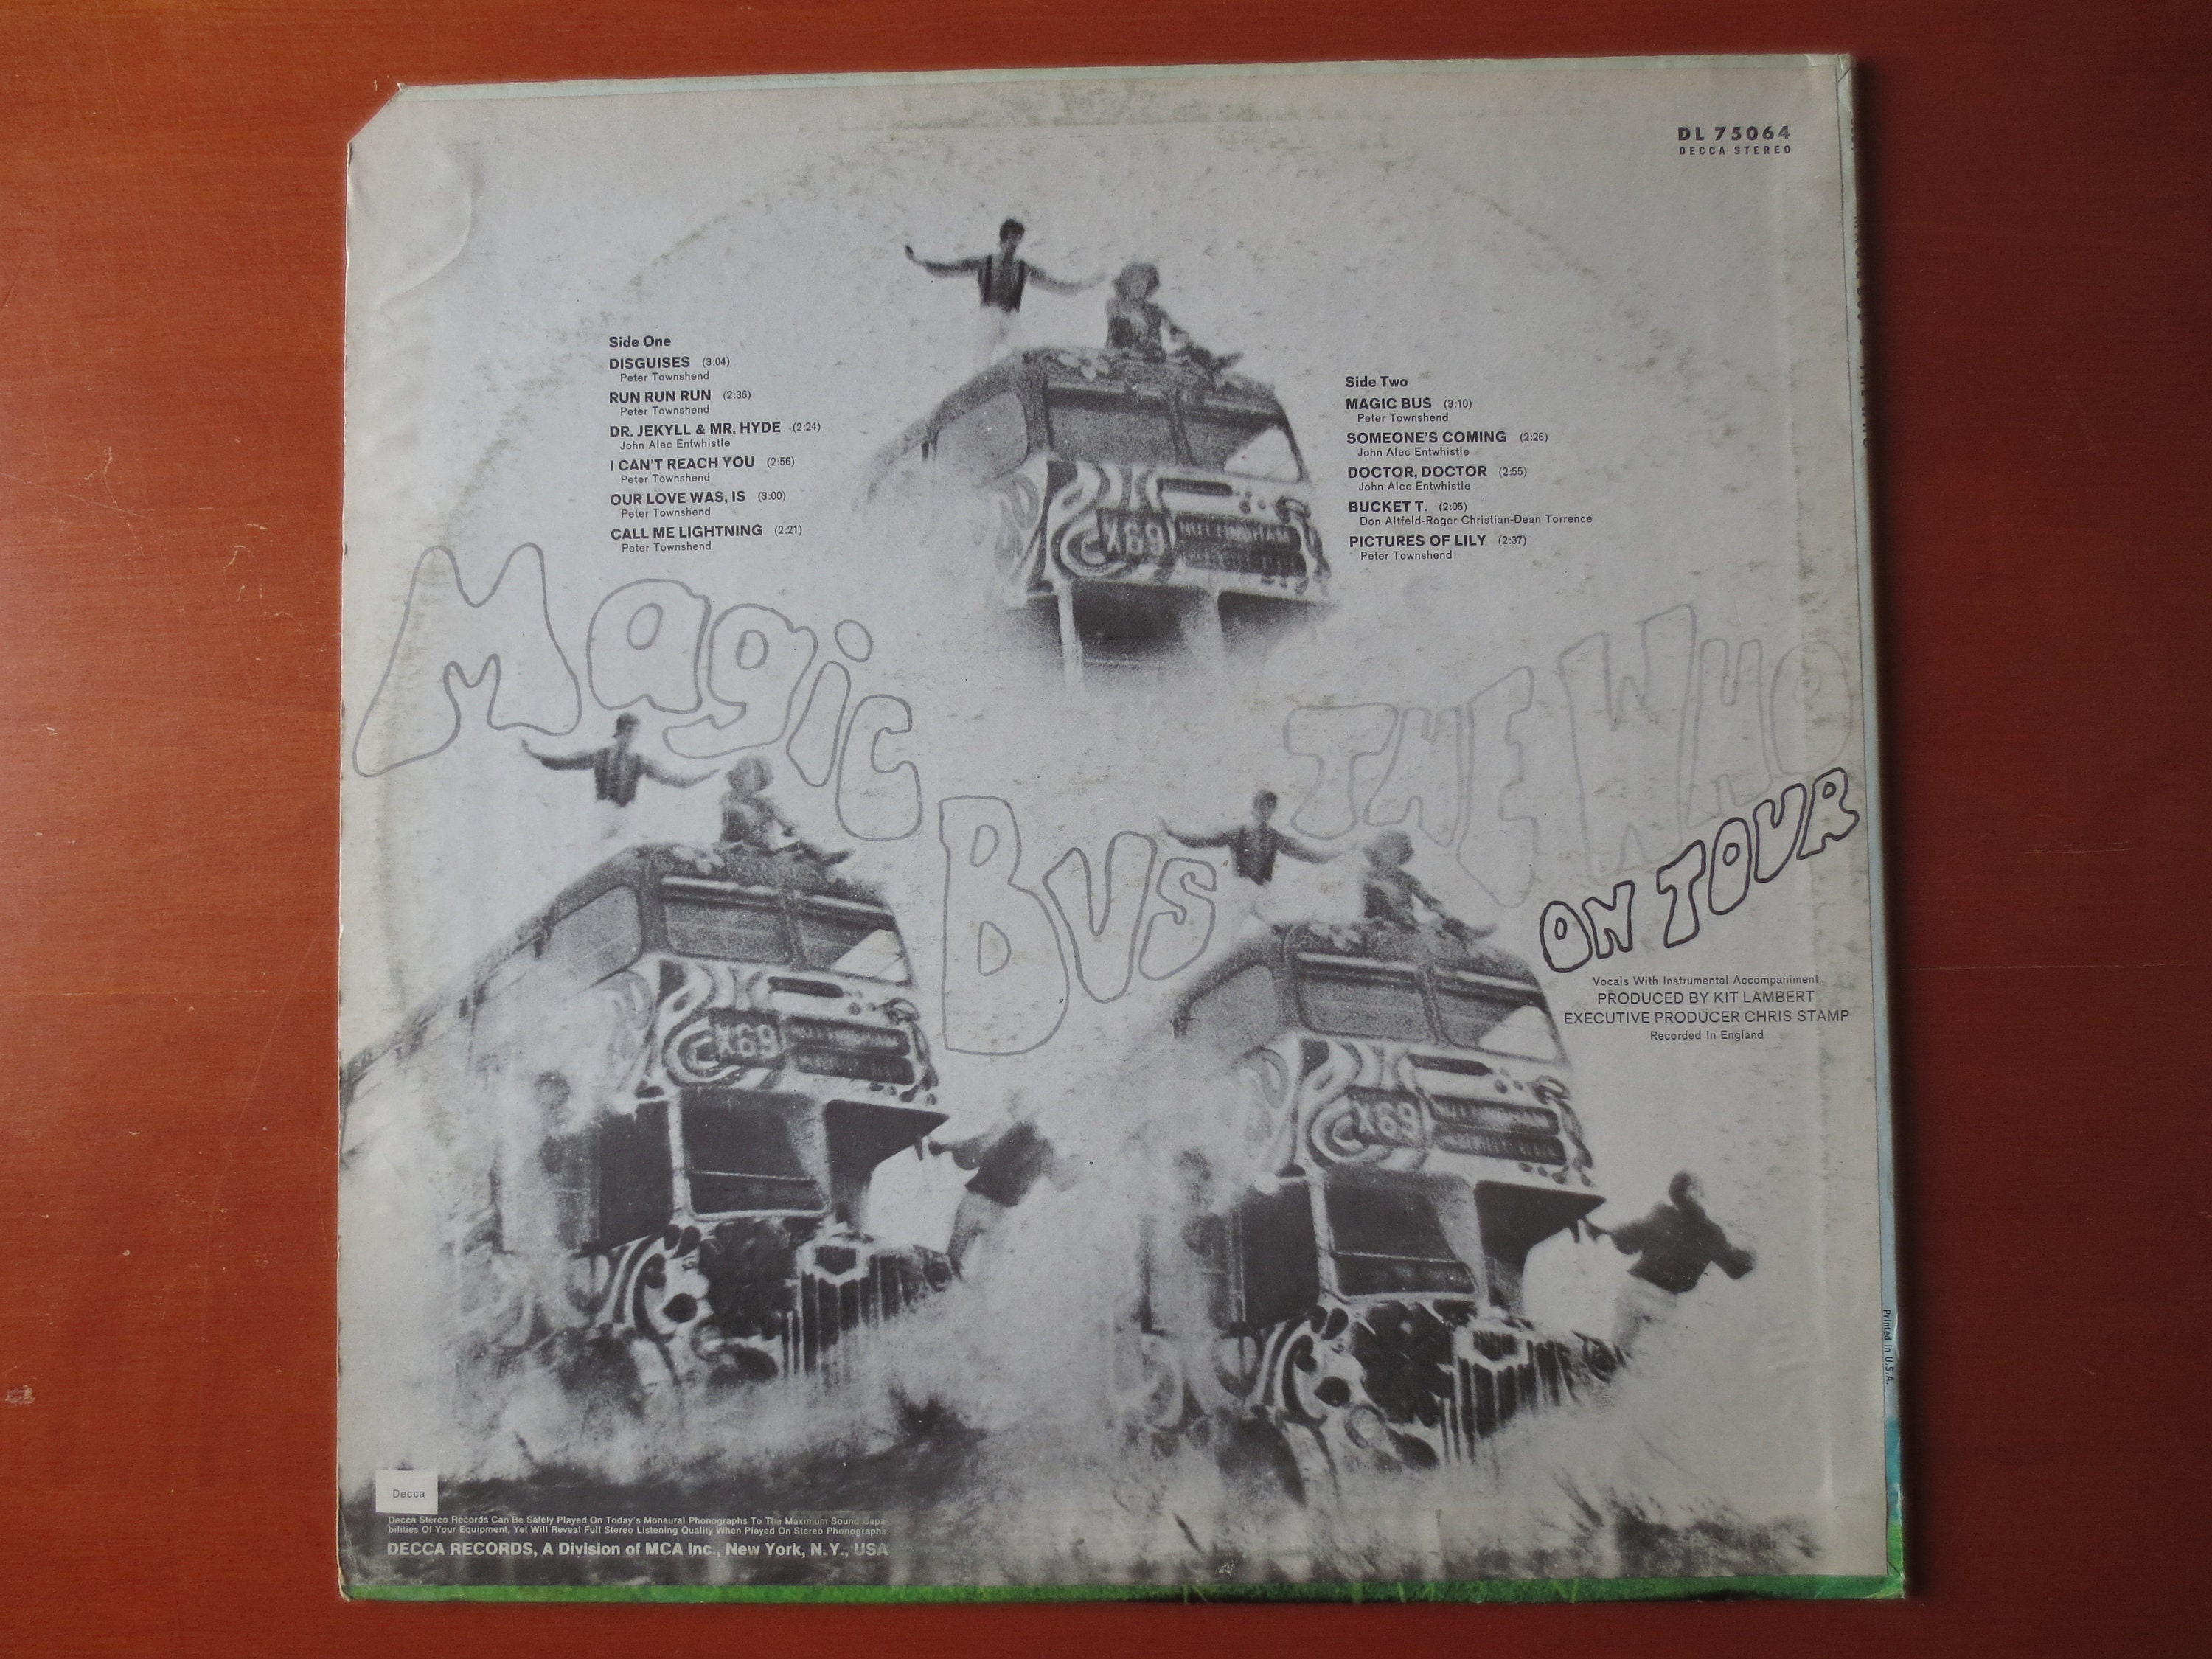 DL 75064
DECCA STEREO
Side One
DISGUISES (3:04)
Peter Townshend
RUN RUN RUN (2:36)
Peter Townshend
DR. JEKYLL & MR. HYDE (2:24)
John Alec Entwhistle
I CAN'T REACH YOU (2:56)
Peter Townshend
OUR LOVE WAS, IS (3:00)
Peter Townshend
CALL ME LIGHTNING (2:21)
Peter Townshend
Side Two
MAGIC BUS (3:10)
Peter Townshend
SOMEONE'S COMING (2:26)
John Alec Entwhistle
DOCTOR, DOCTOR (2:55)
John Alec Entwhistle
BUCKET T. (2:05)
Don Altfeld-Roger Christian-Dean Torrence
PICTURES OF LILY (2:37)
Peter Townshend
X69
NOTTINGHAM
Magic
Bus
THE WHO
ON TOUR
X69
X69
Vocals With Instrumental Accompaniment
PRODUCED BY KIT LAMBERT
EXECUTIVE PRODUCER CHRIS STAMP
Recorded In England
Printed In U.S.A.
Decca
Decca Stereo Records Can Be Safely Played On Today's Monaural Phonographs To The Maximum Sound Capa-
bilities Of Your Equipment, Yet Will Reveal Full Stereo Listening Quality When Played On Stereo Phonographs
DECCA RECORDS, A Division of MCA Inc., New York, N.Y., USA